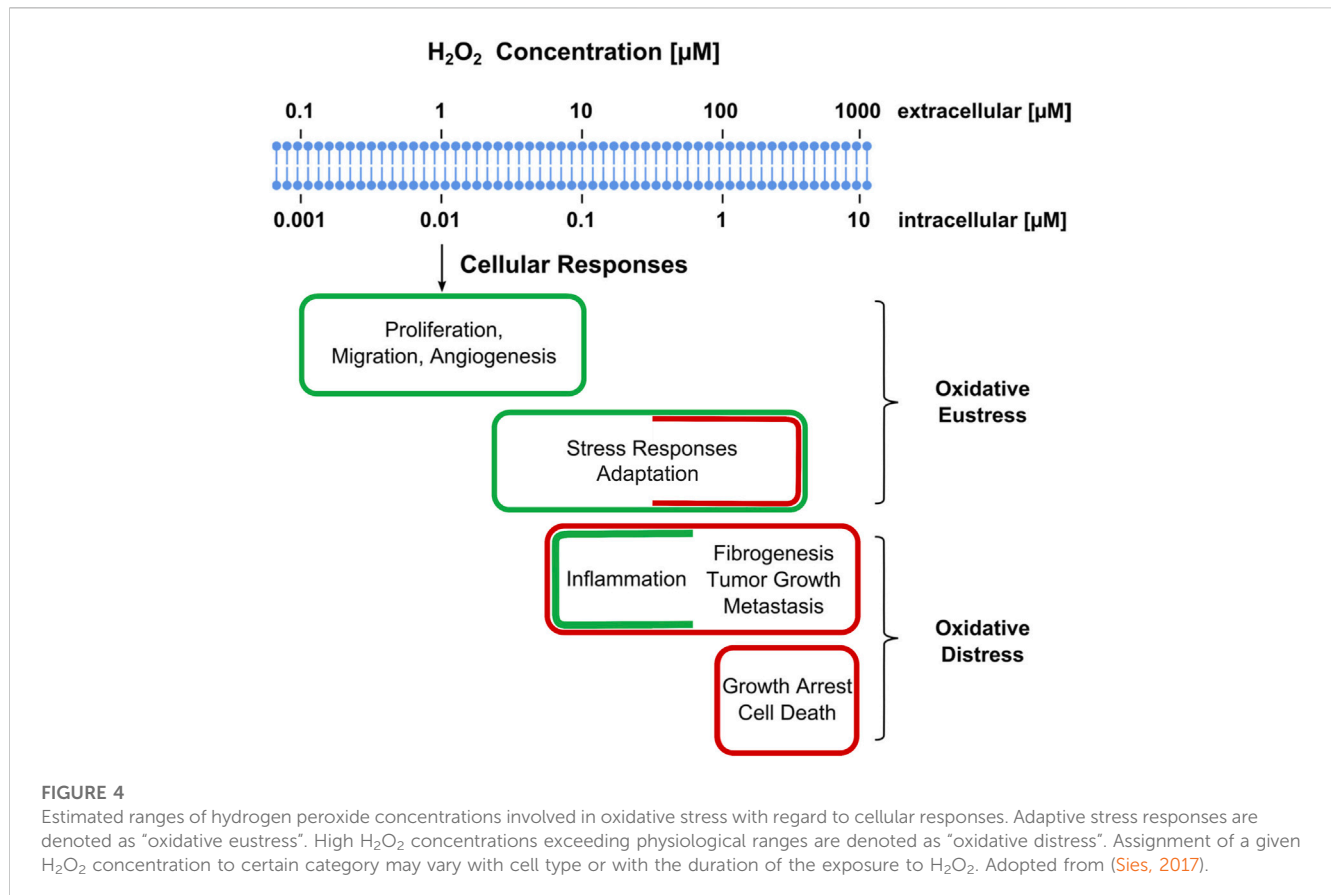 H₂O₂ Concentration [µM]
0.1 1 10 100 1000 extracellular [µM]
0.001 0.01 0.1 1 10 intracellular [µM]
Cellular Responses
Proliferation,
Migration, Angiogenesis
Oxidative
Eustress
Stress Responses
Adaptation
Inflammation
Fibrogenesis
Tumor Growth
Metastasis
Oxidative
Distress
Growth Arrest
Cell Death
FIGURE 4
Estimated ranges of hydrogen peroxide concentrations involved in oxidative stress with regard to cellular responses. Adaptive stress responses are
denoted as “oxidative eustress”. High H₂O₂ concentrations exceeding physiological ranges are denoted as “oxidative distress”. Assignment of a given
H₂O₂ concentration to certain category may vary with cell type or with the duration of the exposure to H₂O₂. Adopted from (Sies, 2017).